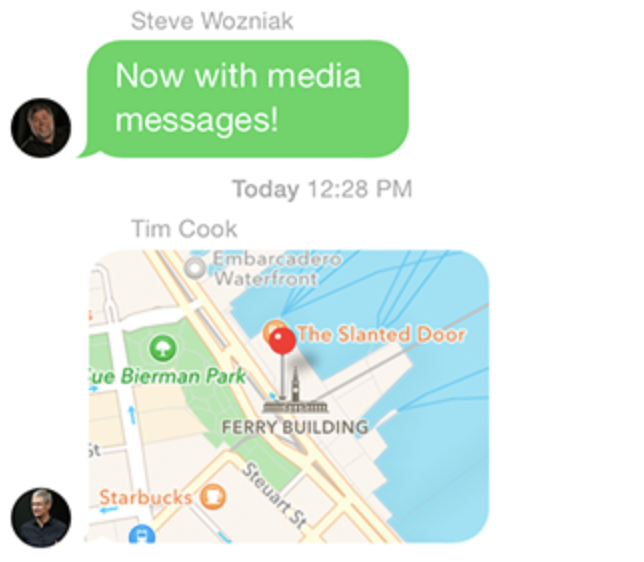 Steve Wozniak
Now with media
messages!
Today 12:28 PM
Tim Cook
Embarcadero
Waterfront
The Slanted Door
ue Bierman Park
FERRY BUILDING
St
Steuart St
Starbucks